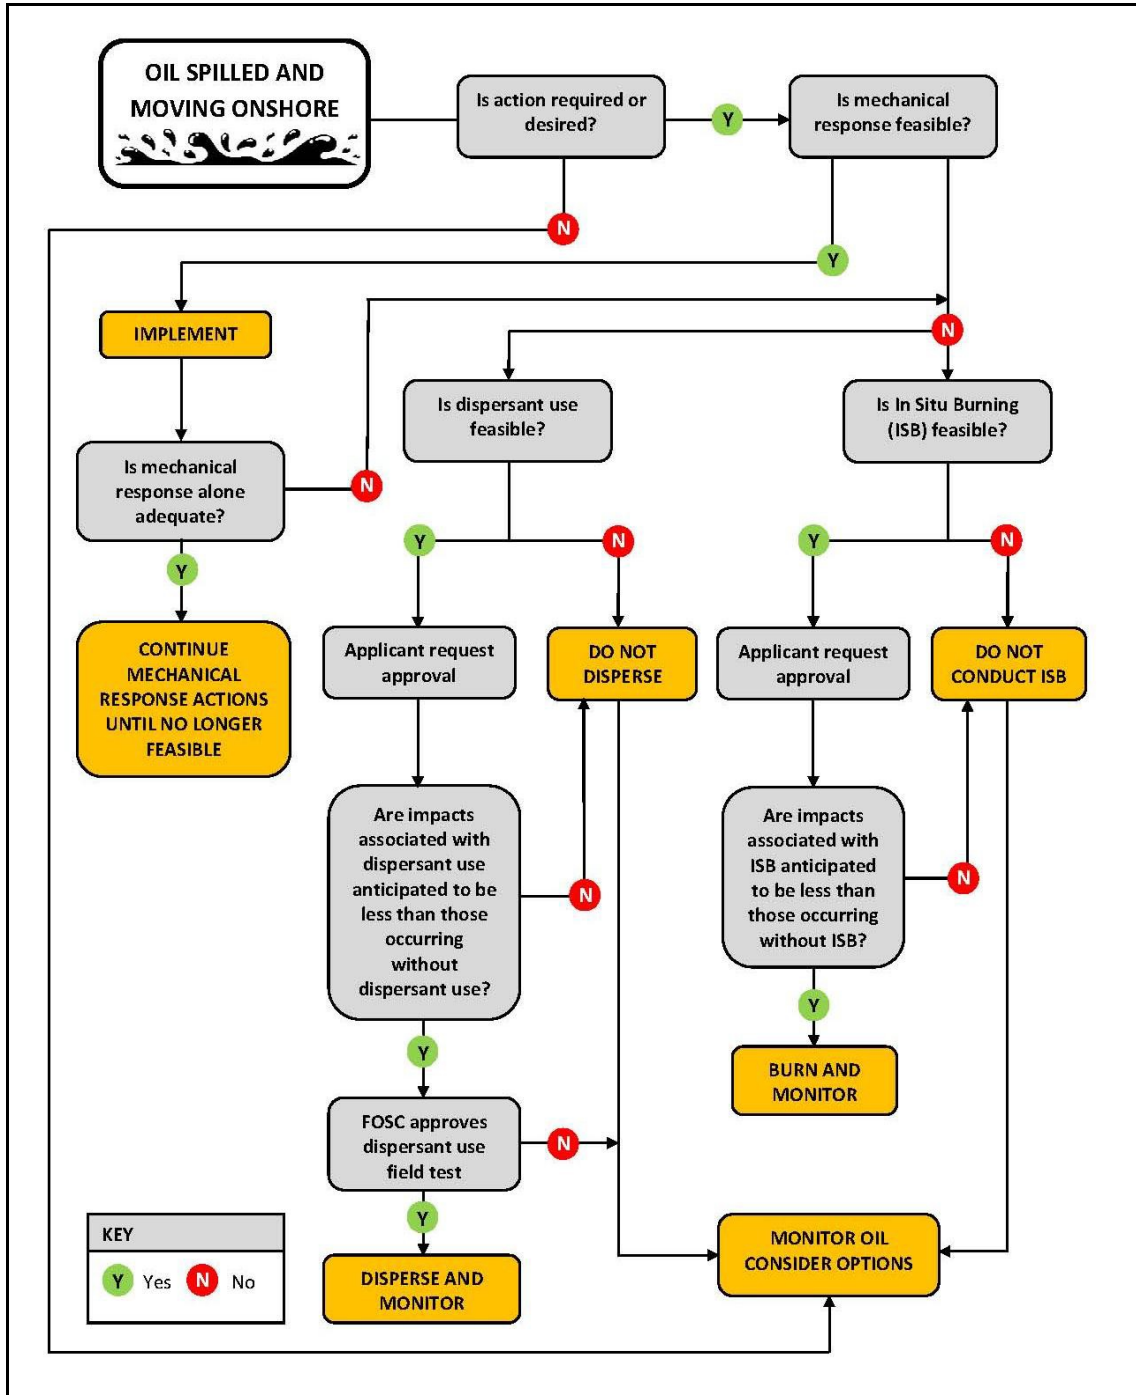 OIL SPILLED AND
MOVING ONSHORE
Is action required or
desired?
Y
Is mechanical
response feasible?
N
Y
IMPLEMENT
N
Is dispersant use
feasible?
Is In Situ Burning
(ISB) feasible?
Is mechanical
response alone
adequate?
N
Y
Y
N
Y
N
CONTINUE
MECHANICAL
RESPONSE ACTIONS
UNTIL NO LONGER
FEASIBLE
Applicant request
approval
DO NOT
DISPERSE
Applicant request
approval
DO NOT
CONDUCT ISB
Are impacts
associated with
dispersant use
anticipated to be
less than those
occurring
without
dispersant use?
N
Are impacts
associated with
ISB anticipated
to be less than
those occurring
without ISB?
N
Y
Y
BURN AND
MONITOR
FOSC approves
dispersant use
field test
N
Y
DISPERSE AND
MONITOR
MONITOR OIL
CONSIDER OPTIONS
KEY
Y Yes N No